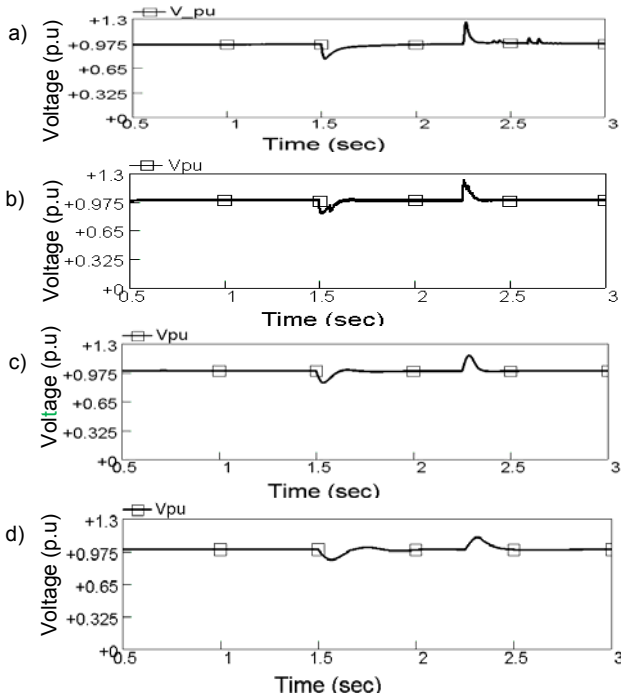 a)
V_pu
Voltage (p.u)
+1.3
+0.975
+0.65
+0.325
+0
0.5 1 1.5 2 2.5 3
Time (sec)
b)
Vpu
Voltage (p.u)
+1.3
+0.975
+0.65
+0.325
+0
0.5 1 1.5 2 2.5 3
Time (sec)
c)
Vpu
Voltage (p.u)
+1.3
+0.975
+0.65
+0.325
+0
0.5 1 1.5 2 2.5 3
Time (sec)
d)
Vpu
Voltage (p.u)
+1.3
+0.975
+0.65
+0.325
+0
0.5 1 1.5 2 2.5 3
Time (sec)